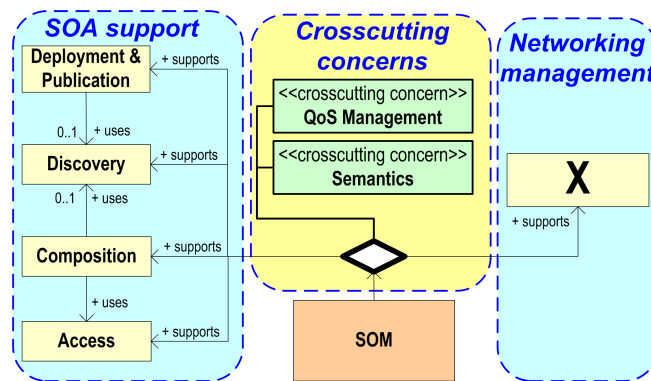 SOA support
Deployment &
Publication
+ supports
0..1
+ uses
Discovery
+ supports
0..1
+ uses
Composition
+ supports
+ uses
Access
+ supports
Crosscutting
concerns
<<crosscutting concern>>
QoS Management
<<crosscutting concern>>
Semantics
SOM
Networking
management
X
+ supports